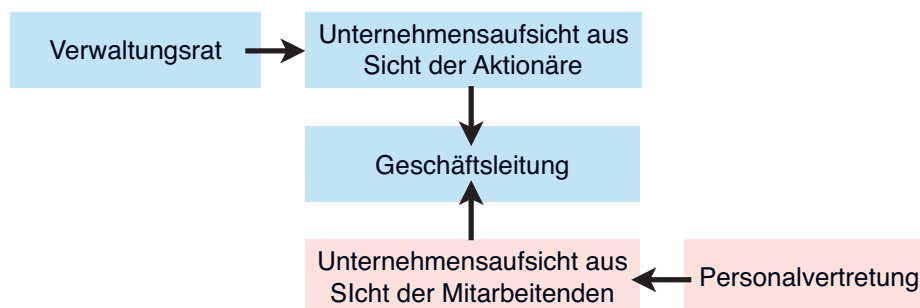 Verwaltungsrat
Unternehmensaufsicht aus
Sicht der Aktionäre
Geschäftsleitung
Unternehmensaufsicht aus
SIcht der Mitarbeitenden
Personalvertretung